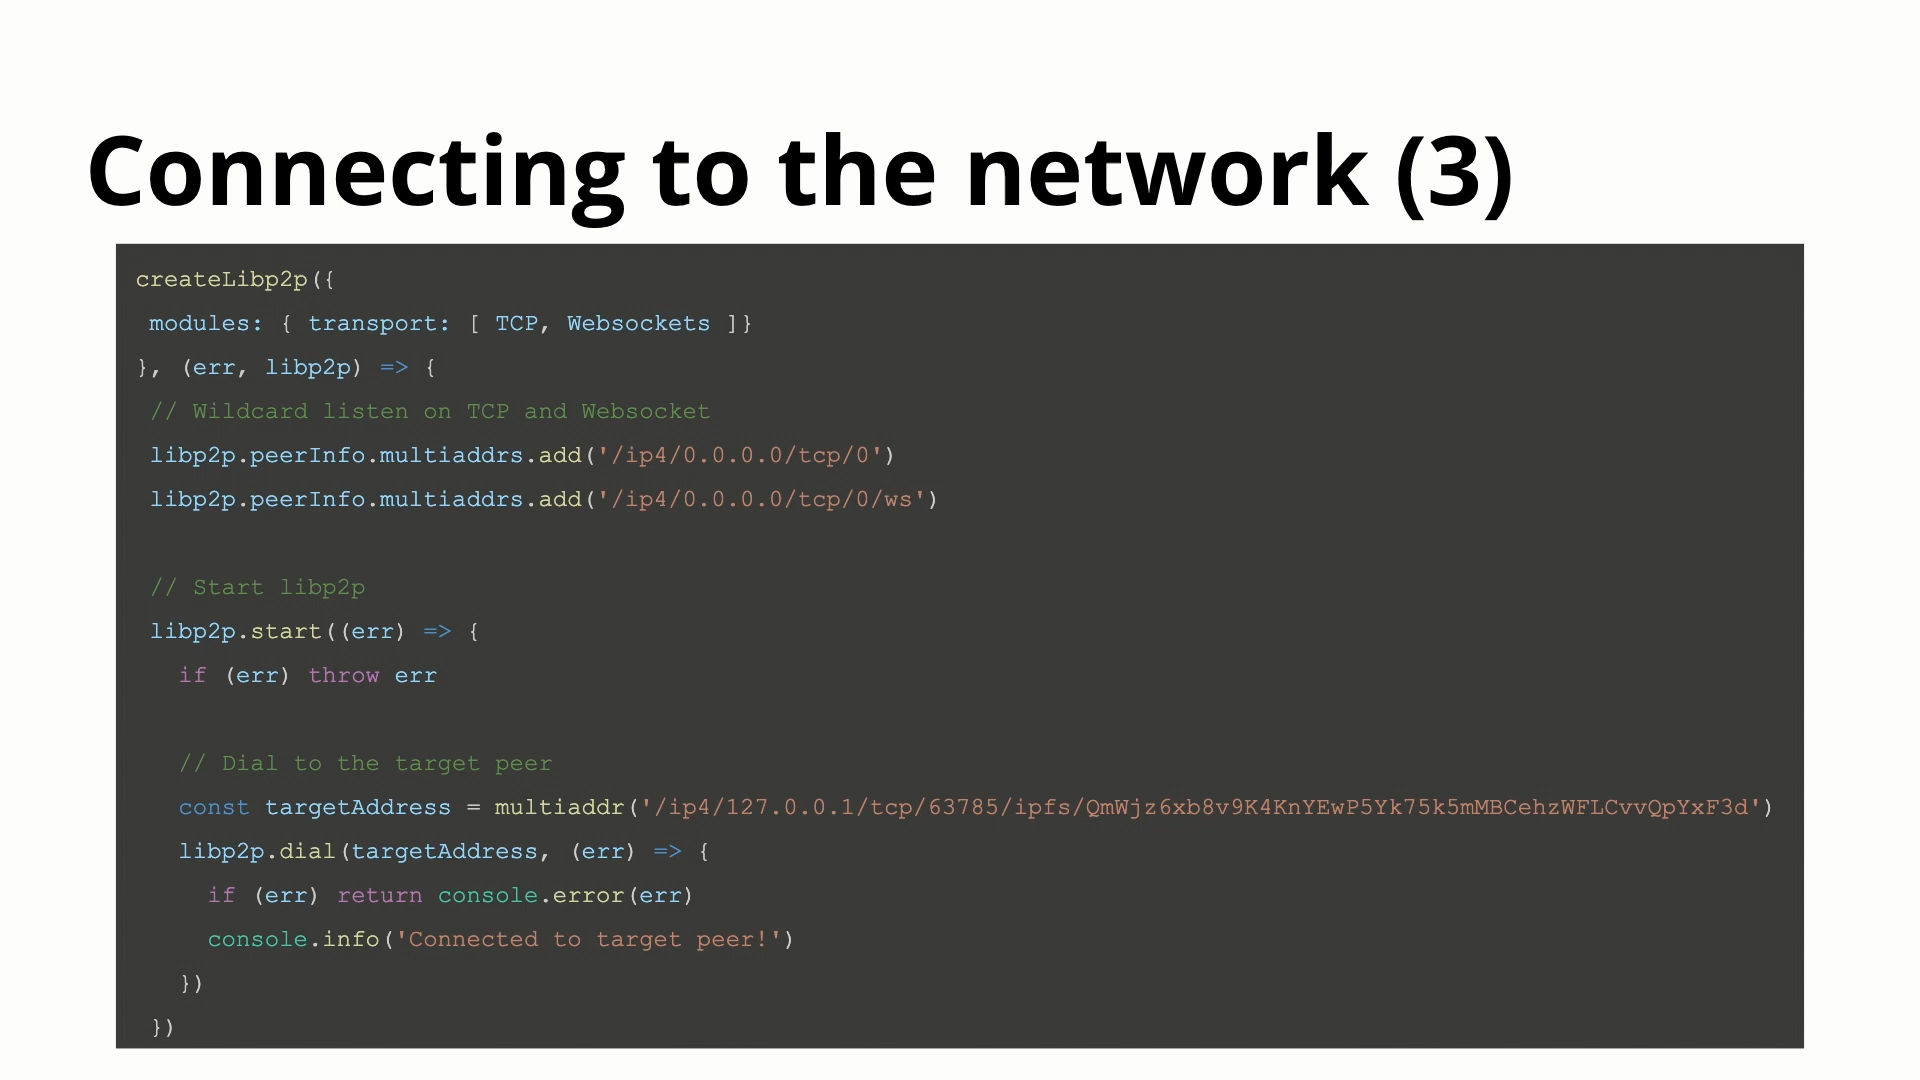 Connecting to the network (3)
createLibp2p({
 modules: { transport: [ TCP, Websockets ]}
}, (err, libp2p) => {
 // Wildcard listen on TCP and Websocket
 libp2p.peerInfo.multiaddrs.add('/ip4/0.0.0.0/tcp/0')
 libp2p.peerInfo.multiaddrs.add('/ip4/0.0.0.0/tcp/0/ws')
 // Start libp2p
 libp2p.start((err) => {
   if (err) throw err
   // Dial to the target peer
   const targetAddress = multiaddr('/ip4/127.0.0.1/tcp/63785/ipfs/QmWjz6xb8v9K4KnYEwP5Yk75k5mMBCehzWFLCvvQpYxF3d')
   libp2p.dial(targetAddress, (err) => {
     if (err) return console.error(err)
     console.info('Connected to target peer!')
   })
 })